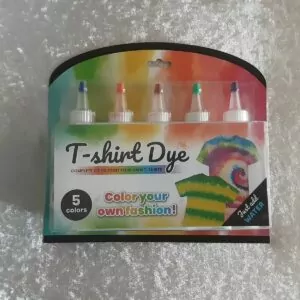 T-shirt Dye
5
colors
Color your
own fashion!
Just add
WATER